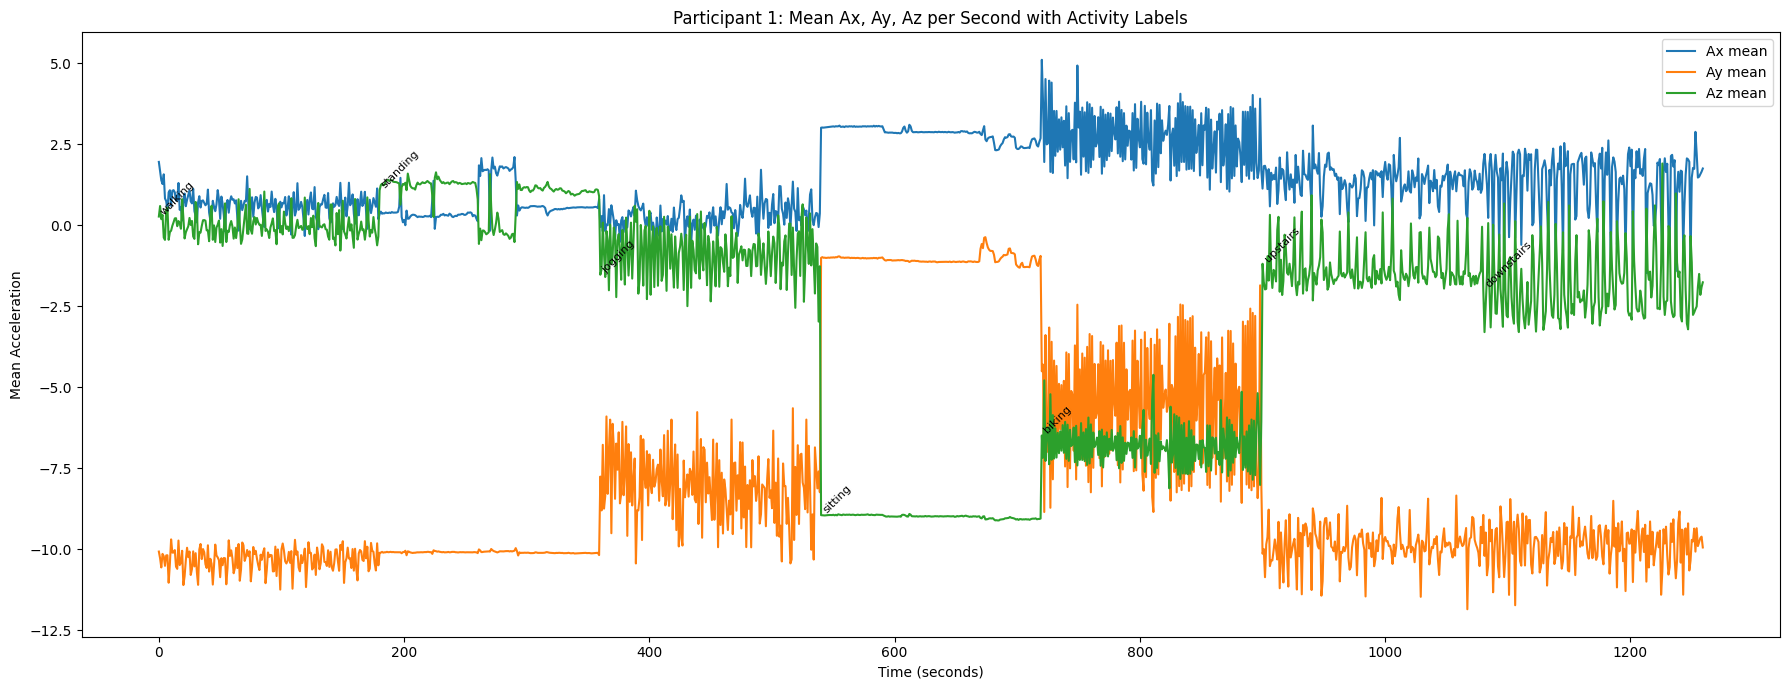 Participant 1: Mean Ax, Ay, Az per Second with Activity Labels
Ax mean
Ay mean
Az mean
Mean Acceleration
5.0
2.5
0.0
−2.5
−5.0
−7.5
−10.0
−12.5
walking
standing
jogging
sitting
biking
upstairs
downstairs
0
200
400
600
800
1000
1200
Time (seconds)